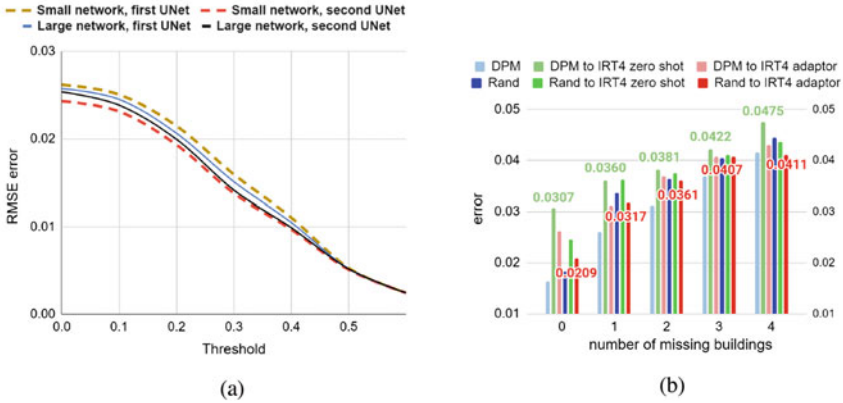 Small network, first UNet Small network, second UNet
Large network, first UNet Large network, second UNet
0.03
0.02
0.01
0.00
RMSE error
0.0 0.1 0.2 0.3 0.4 0.5
Threshold
(a)
DPM DPM to IRT4 zero shot DPM to IRT4 adaptor
Rand Rand to IRT4 zero shot Rand to IRT4 adaptor
0.05 0.05
0.04 0.04
0.03 0.03
0.02 0.02
0.01 0.01
error
0.0307 0.0360 0.0381 0.0422 0.0475
0.0209 0.0317 0.0361 0.0407 0.0411
0 1 2 3 4
number of missing buildings
(b)